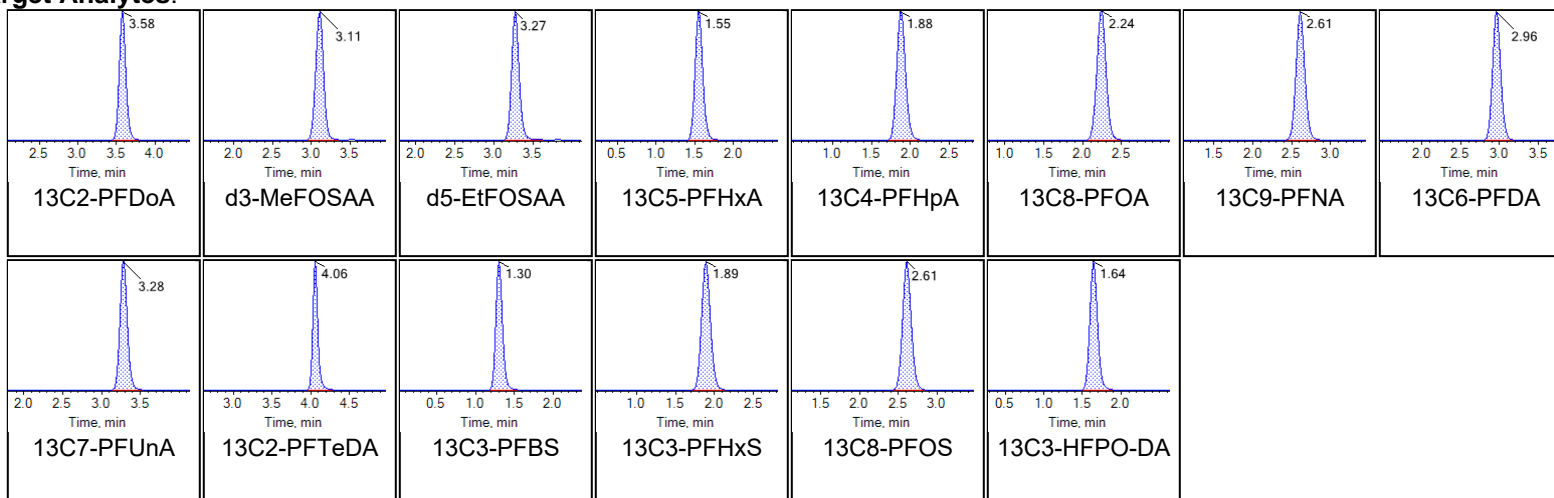 rget Analytes:
3.58 3.11 3.27 1.55 1.88 2.24 2.61 2.96
2.5 3.0 3.5 4.0 2.0 2.5 3.0 3.5 2.0 2.5 3.0 3.5 0.5 1.0 1.5 2.0 1.0 1.5 2.0 2.5 1.0 1.5 2.0 2.5 1.5 2.0 2.5 3.0 2.0 2.5 3.0 3.5
Time, min Time, min Time, min Time, min Time, min Time, min Time, min Time, min
13C2-PFDoA d3-MeFOSAA d5-EtFOSAA 13C5-PFHxA 13C4-PFHpA 13C8-PFOA 13C9-PFNA 13C6-PFDA
3.28 4.06 1.30 1.89 2.61 1.64
2.0 2.5 3.0 3.5 3.0 3.5 4.0 4.5 0.5 1.0 1.5 2.0 1.0 1.5 2.0 2.5 1.5 2.0 2.5 3.0 0.5 1.0 1.5 2.0
Time, min Time, min Time, min Time, min Time, min Time, min
13C7-PFUnA 13C2-PFTeDA 13C3-PFBS 13C3-PFHxS 13C8-PFOS 13C3-HFPO-DA